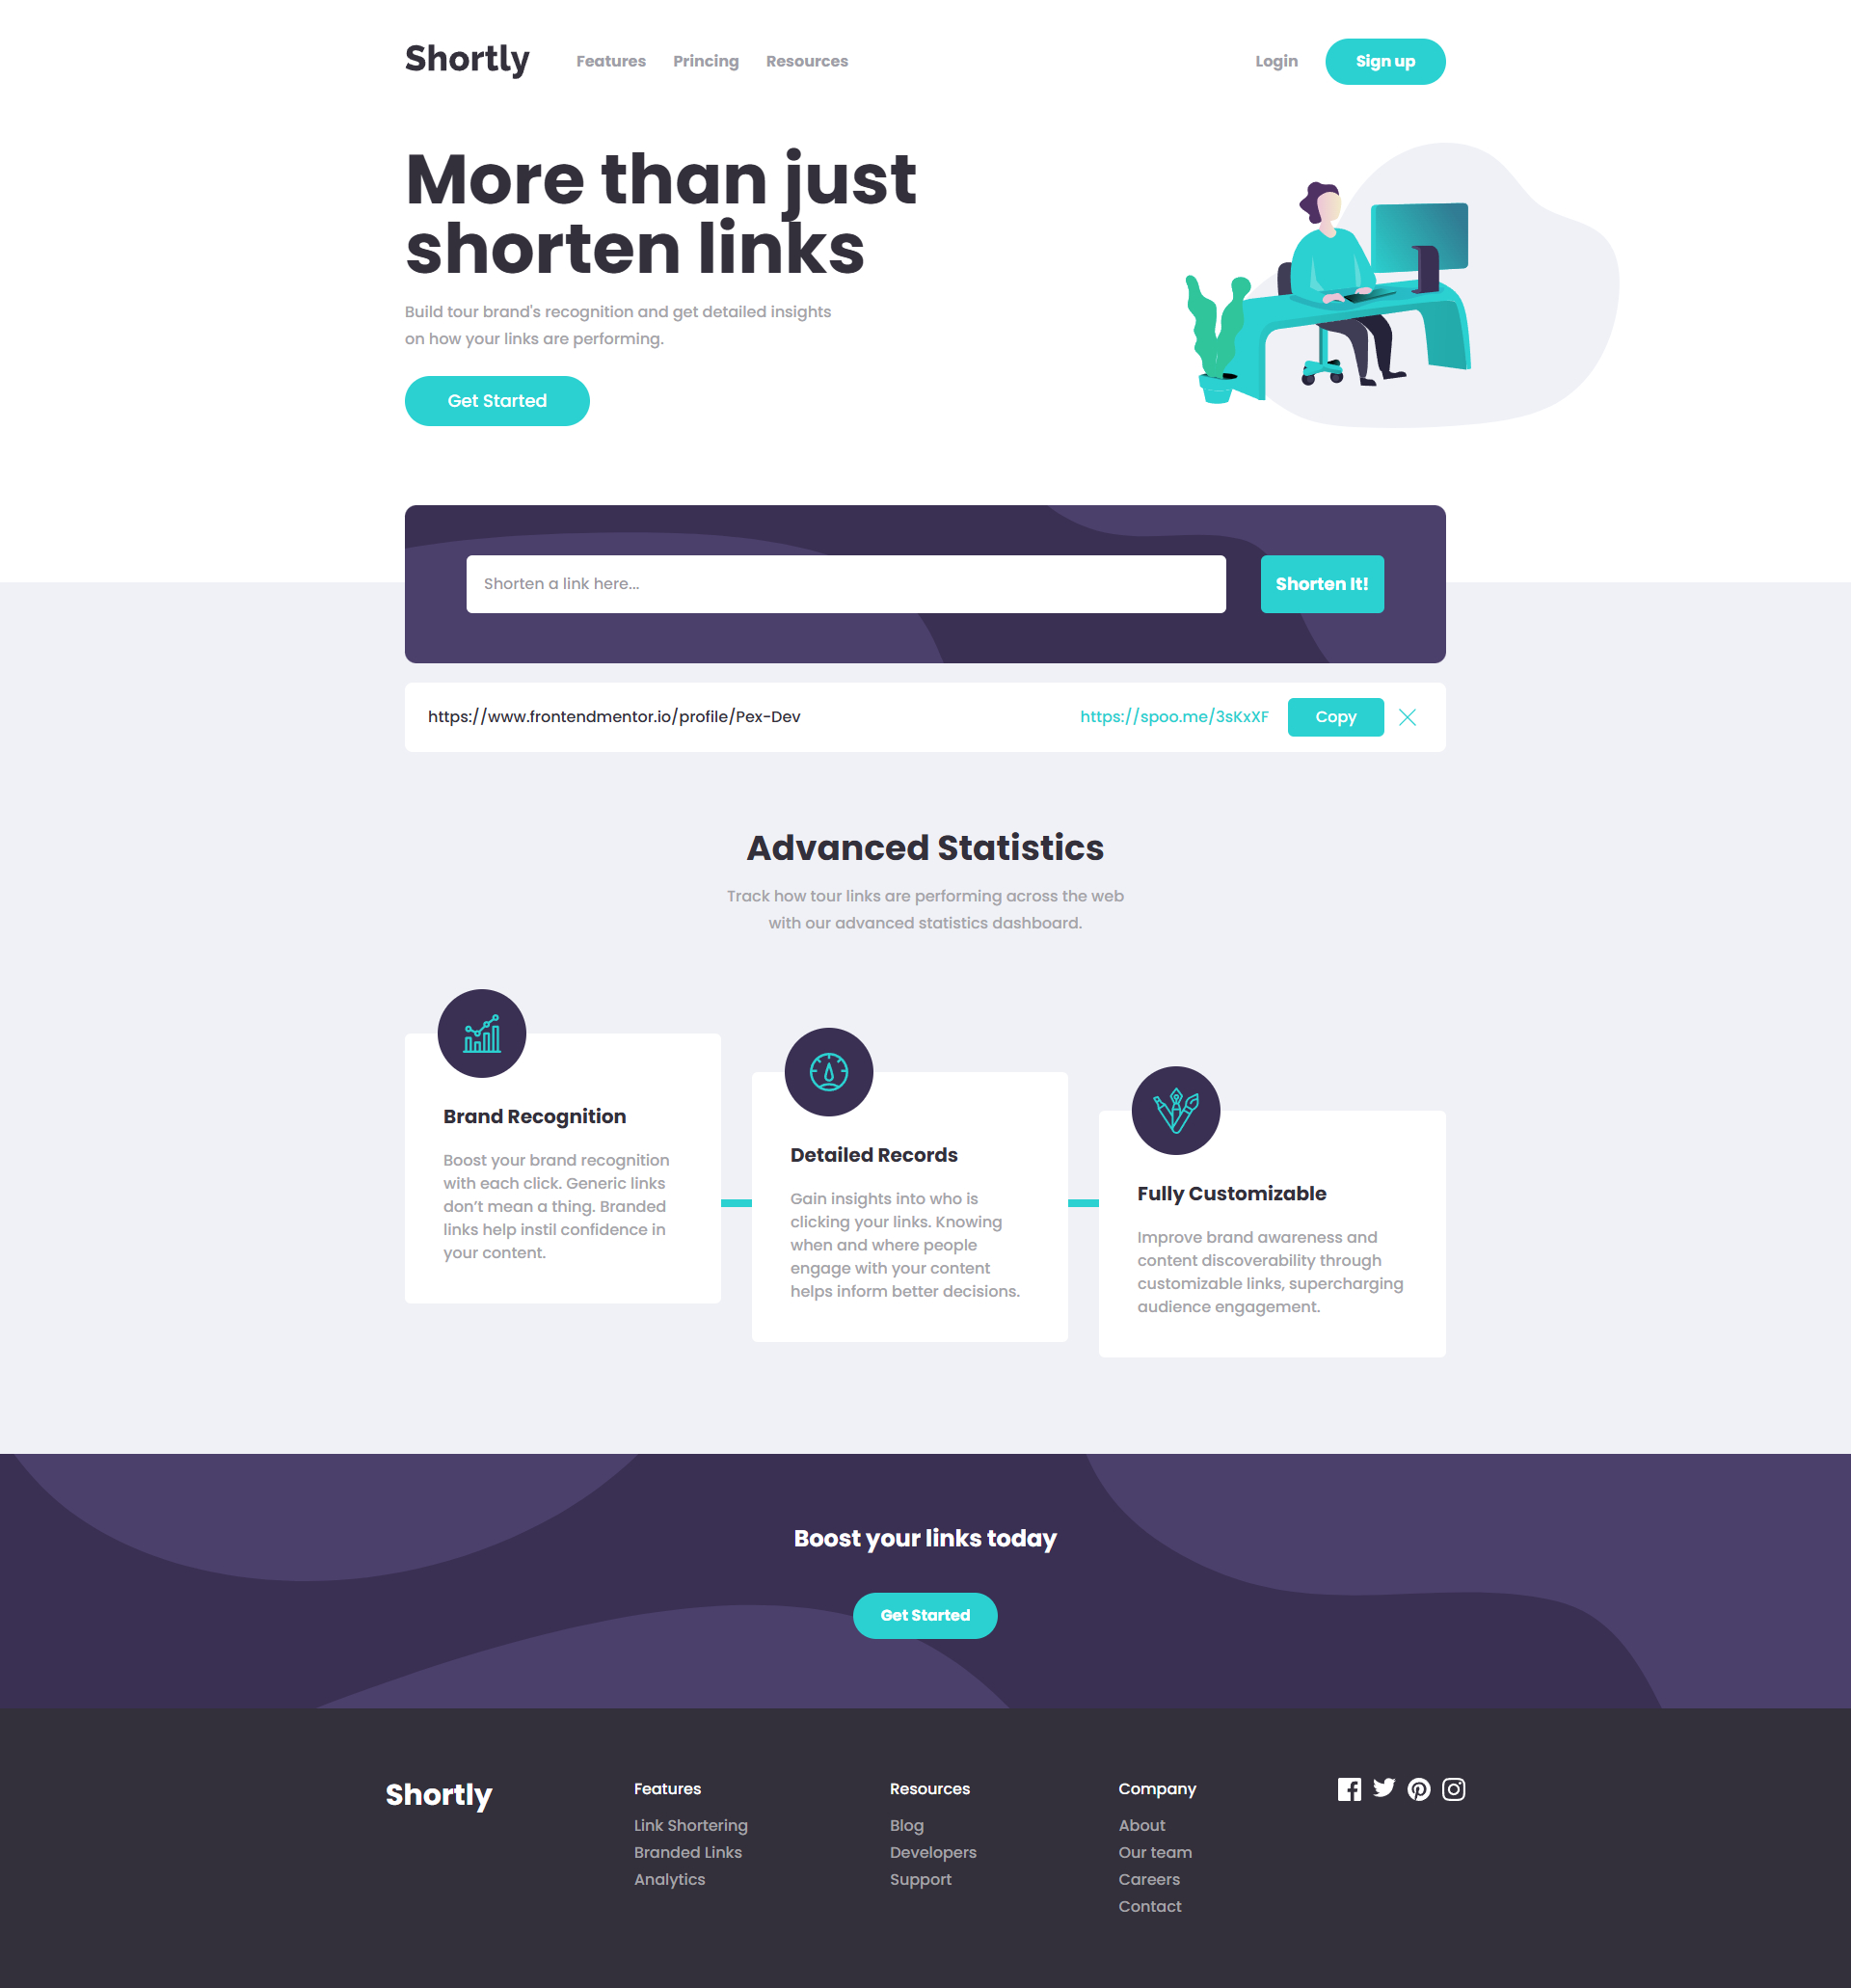 Shortly
Features
Princing
Resources
Login
Sign up
More than just
shorten links
Build tour brand's recognition and get detailed insights
on how your links are performing.
Get Started
Shorten a link here...
Shorten It!
https://www.frontendmentor.io/profile/Pex-Dev
https://spoo.me/3sKxXF
Copy
Advanced Statistics
Track how tour links are performing across the web
with our advanced statistics dashboard.
Brand Recognition
Boost your brand recognition
with each click. Generic links
don’t mean a thing. Branded
links help instil confidence in
your content.
Detailed Records
Gain insights into who is
clicking your links. Knowing
when and where people
engage with your content
helps inform better decisions.
Fully Customizable
Improve brand awareness and
content discoverability through
customizable links, supercharging
audience engagement.
Boost your links today
Get Started
Shortly
Features
Link Shortering
Branded Links
Analytics
Resources
Blog
Developers
Support
Company
About
Our team
Careers
Contact